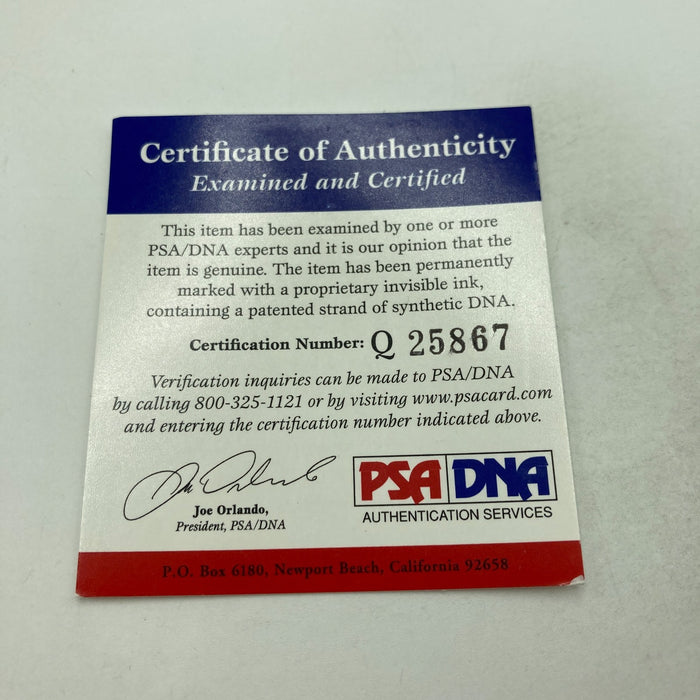 Certificate of Authenticity
Examined and Certified
This item has been examined by one or more
PSA/DNA experts and it is our opinion that the
item is genuine. The item has been permanently
marked with a proprietary invisible ink,
containing a patented strand of synthetic DNA.
Certification Number: Q 25867
Verification inquiries can be made to PSA/DNA
by calling 800-325-1121 or by visiting www.psacard.com
and entering the certification number indicated above.
Joe Orlando
Joe Orlando,
President, PSA/DNA
PSA DNA
AUTHENTICATION SERVICES
P.O. Box 6180, Newport Beach, California 92658